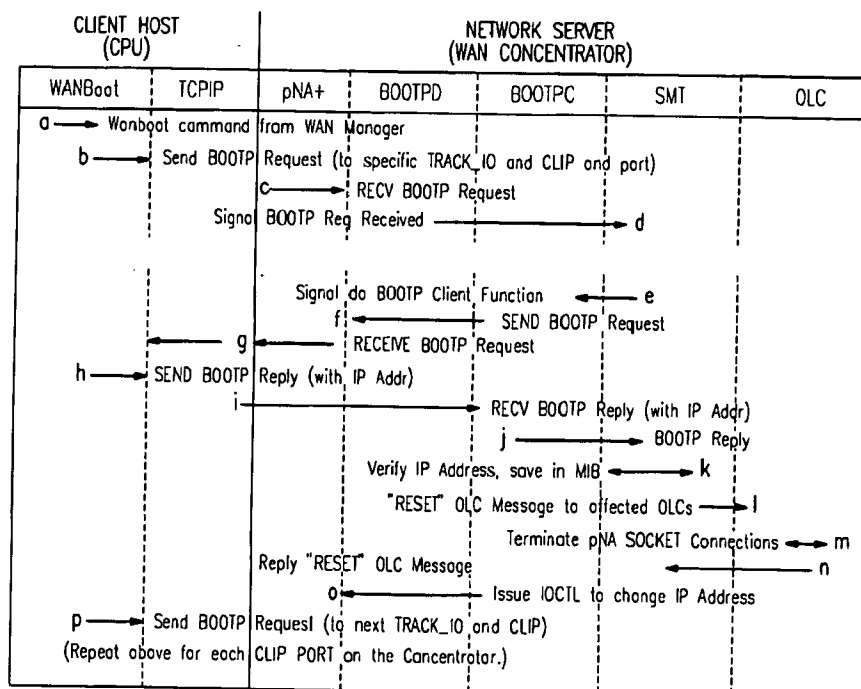 CLIENT HOST
(CPU)
NETWORK SERVER
(WAN CONCENTRATOR)
WANBoot TCPIP pNA+ BOOTPD BOOTPC SMT OLC
a Wanboot cammand fram WAN Manager
b Send BOOTP Request (to specific TRACK_IO and CLIP and port)
c RECV BOOTP Request
Signal BOOTP Req Received d
Signal do BOOTP Client Function e
f SEND BOOTP Request
g RECEIVE BOOTP Request
h SEND BOOTP Reply (with IP Addr)
i RECV BOOTP Reply (with IP Addr)
j BOOTP Reply
Verify IP Address, save in MIB k
"RESET" OLC Message to affected OLCs l
Terminate pNA SOCKET Connections m
Reply "RESET" OLC Message n
o Issue IOCTL to change IP Address
p Send BOOTP Request (to next TRACK_IO and CLIP)
(Repeat above for each CLIP PORT on the Cancentrator.)